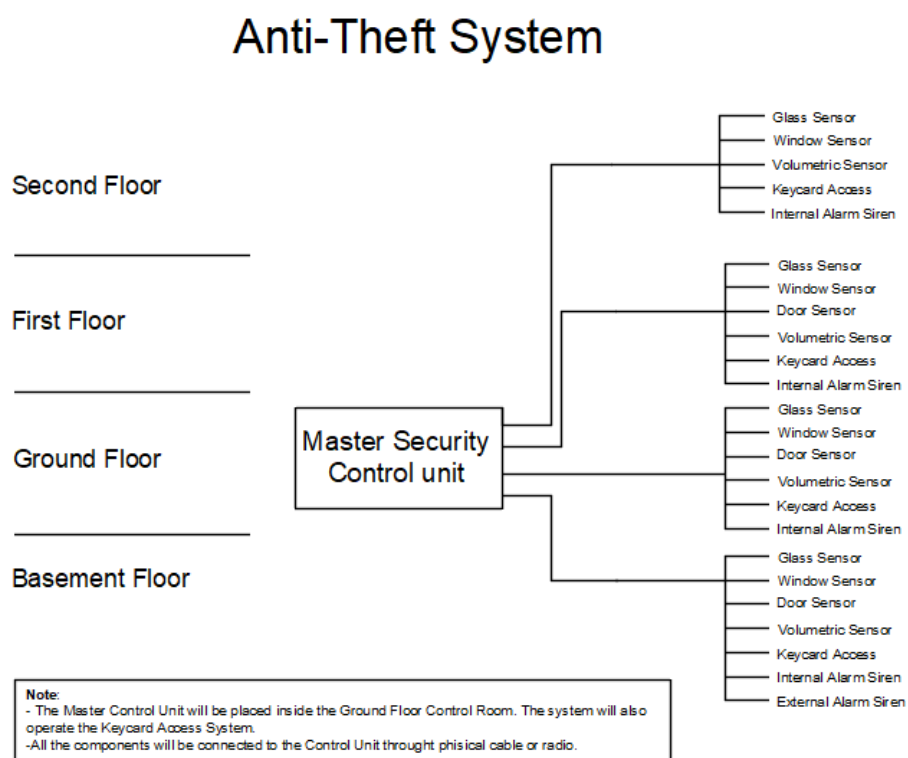 Anti-Theft System
Second Floor
First Floor
Ground Floor
Basement Floor
Master Security
Control unit
Glass Sensor
Window Sensor
Volumetric Sensor
Keycard Access
Internal Alarm Siren
Glass Sensor
Window Sensor
Door Sensor
Volumetric Sensor
Keycard Access
Internal Alarm Siren
Glass Sensor
Window Sensor
Door Sensor
Volumetric Sensor
Keycard Access
Internal Alarm Siren
Glass Sensor
Window Sensor
Door Sensor
Volumetric Sensor
Keycard Access
Internal Alarm Siren
External Alarm Siren
Note:
- The Master Control Unit will be placed inside the Ground Floor Control Room. The system will also
operate the Keycard Access System.
-All the components will be connected to the Control Unit throught phisical cable or radio.